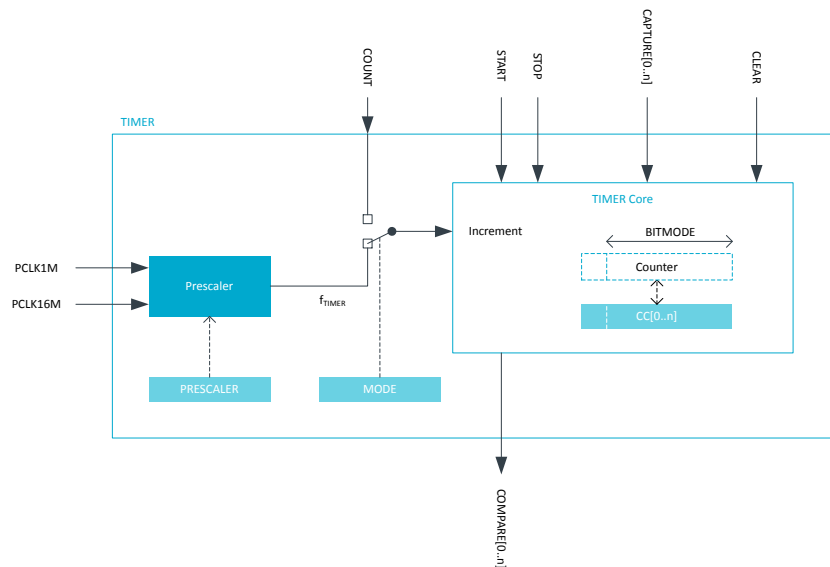 COUNT
START
STOP
CAPTURE[0..n]
CLEAR
TIMER
TIMER Core
Increment
BITMODE
Counter
CC[0..n]
PCLK1M
PCLK16M
Prescaler
fTIMER
PRESCALER
MODE
COMPARE[0..n]